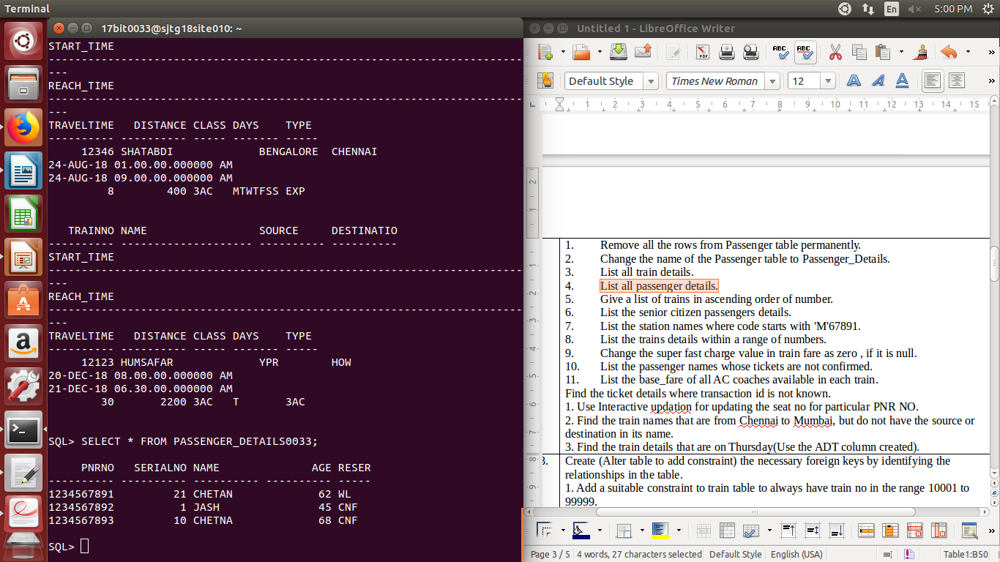 Terminal
En
5:00 PM
17bit0033@sjtg18site010: ~
START_TIME
---------------------------------------------------------------------------
---
REACH_TIME
---------------------------------------------------------------------------
---
TRAVELTIME   DISTANCE CLASS DAYS    TYPE
---------- ---------- ----- ------- -----
     12346 SHATABDI             BENGALORE  CHENNAI
24-AUG-18 01.00.00.000000 AM
24-AUG-18 09.00.00.000000 AM
         8        400 3AC   MTWTFSS EXP
   TRAINNO NAME                 SOURCE     DESTINATIO
---------- -------------------- ---------- ----------
START_TIME
---------------------------------------------------------------------------
---
REACH_TIME
---------------------------------------------------------------------------
---
TRAVELTIME   DISTANCE CLASS DAYS    TYPE
---------- ---------- ----- ------- -----
     12123 HUMSAFAR             YPR        HOW
20-DEC-18 08.00.00.000000 AM
21-DEC-18 06.30.00.000000 AM
        30       2200 3AC   T       3AC
SQL> SELECT * FROM PASSENGER_DETAILS0033;
     PNRNO   SERIALNO NAME              AGE RESER
---------- ---------- --------------- ---------- -----
1234567891         21 CHETAN             62 WL
1234567892          1 JASH               45 CNF
1234567893         10 CHETNA             68 CNF
SQL>
Untitled 1 - LibreOffice Writer
Default Style
Times New Roman
12
1 2 3 4 5 6 7 8 9 10 11 12 13 14 15
1. Remove all the rows from Passenger table permanently.
2. Change the name of the Passenger table to Passenger_Details.
3. List all train details.
4. List all passenger details.
5. Give a list of trains in ascending order of number.
6. List the senior citizen passengers details.
7. List the station names where code starts with 'M'67891.
8. List the trains details within a range of numbers.
9. Change the super fast charge value in train fare as zero , if it is null.
10. List the passenger names whose tickets are not confirmed.
11. List the base_fare of all AC coaches available in each train.
Find the ticket details where transaction id is not known.
1. Use Interactive updation for updating the seat no for particular PNR NO.
2. Find the train names that are from Chennai to Mumbai, but do not have the source or
destination in its name.
3. Find the train details that are on Thursday(Use the ADT column created).
3. Create (Alter table to add constraint) the necessary foreign keys by identifying the
relationships in the table.
1. Add a suitable constraint to train table to always have train no in the range 10001 to
99999.
Page 3 / 5
4 words, 27 characters selected
Default Style
English (USA)
Table1:B50